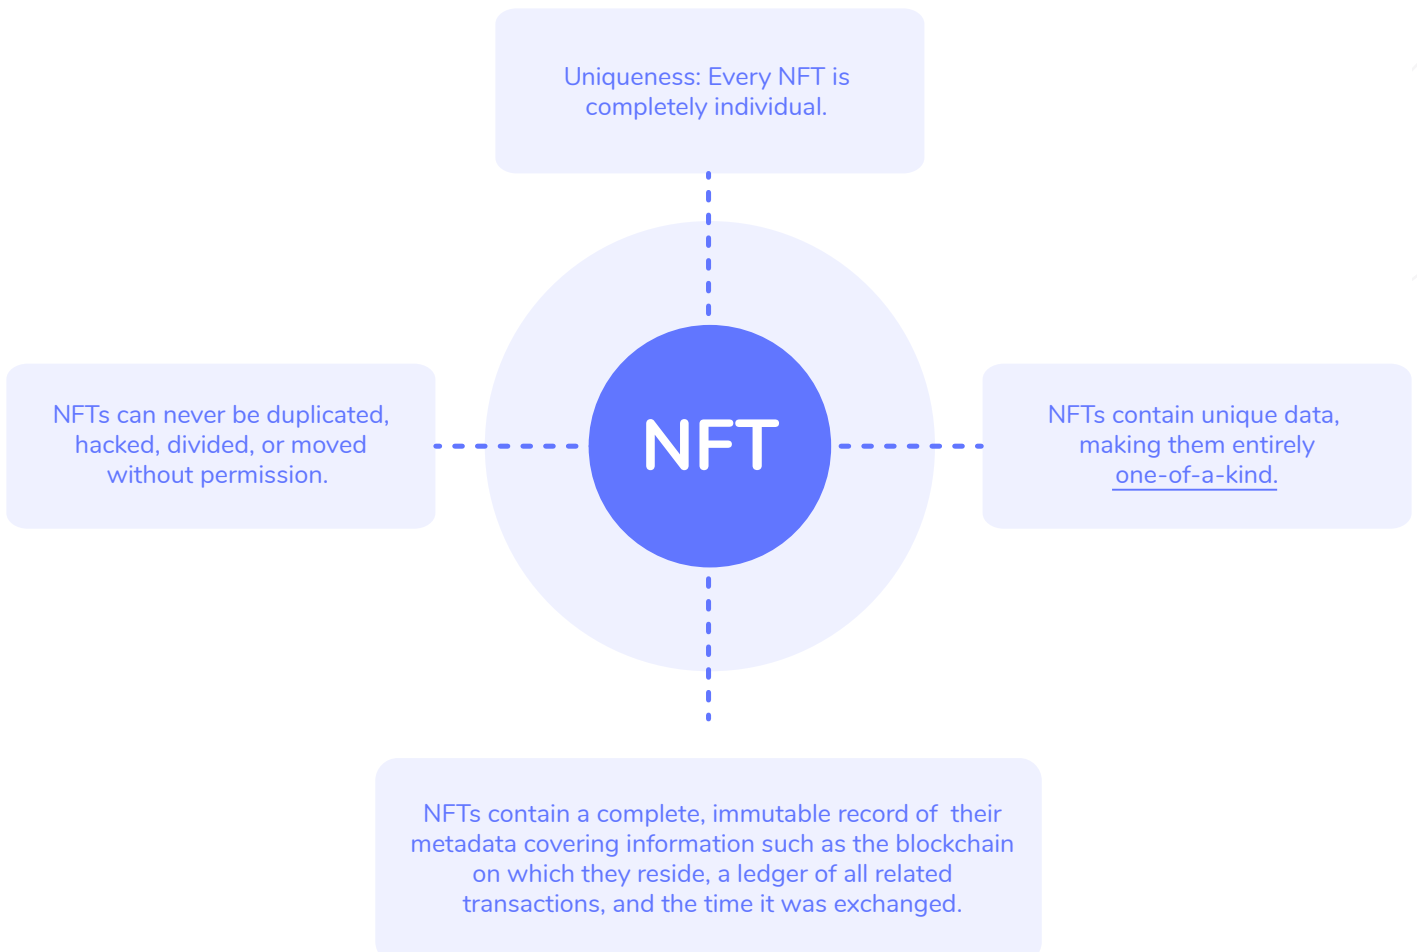 Uniqueness: Every NFT is
completely individual.
NFTs can never be duplicated,
hacked, divided, or moved
without permission.
NFT
NFTs contain unique data,
making them entirely
one-of-a-kind.
NFTs contain a complete, immutable record of  their
metadata covering information such as the blockchain
on which they reside, a ledger of all related
transactions, and the time it was exchanged.